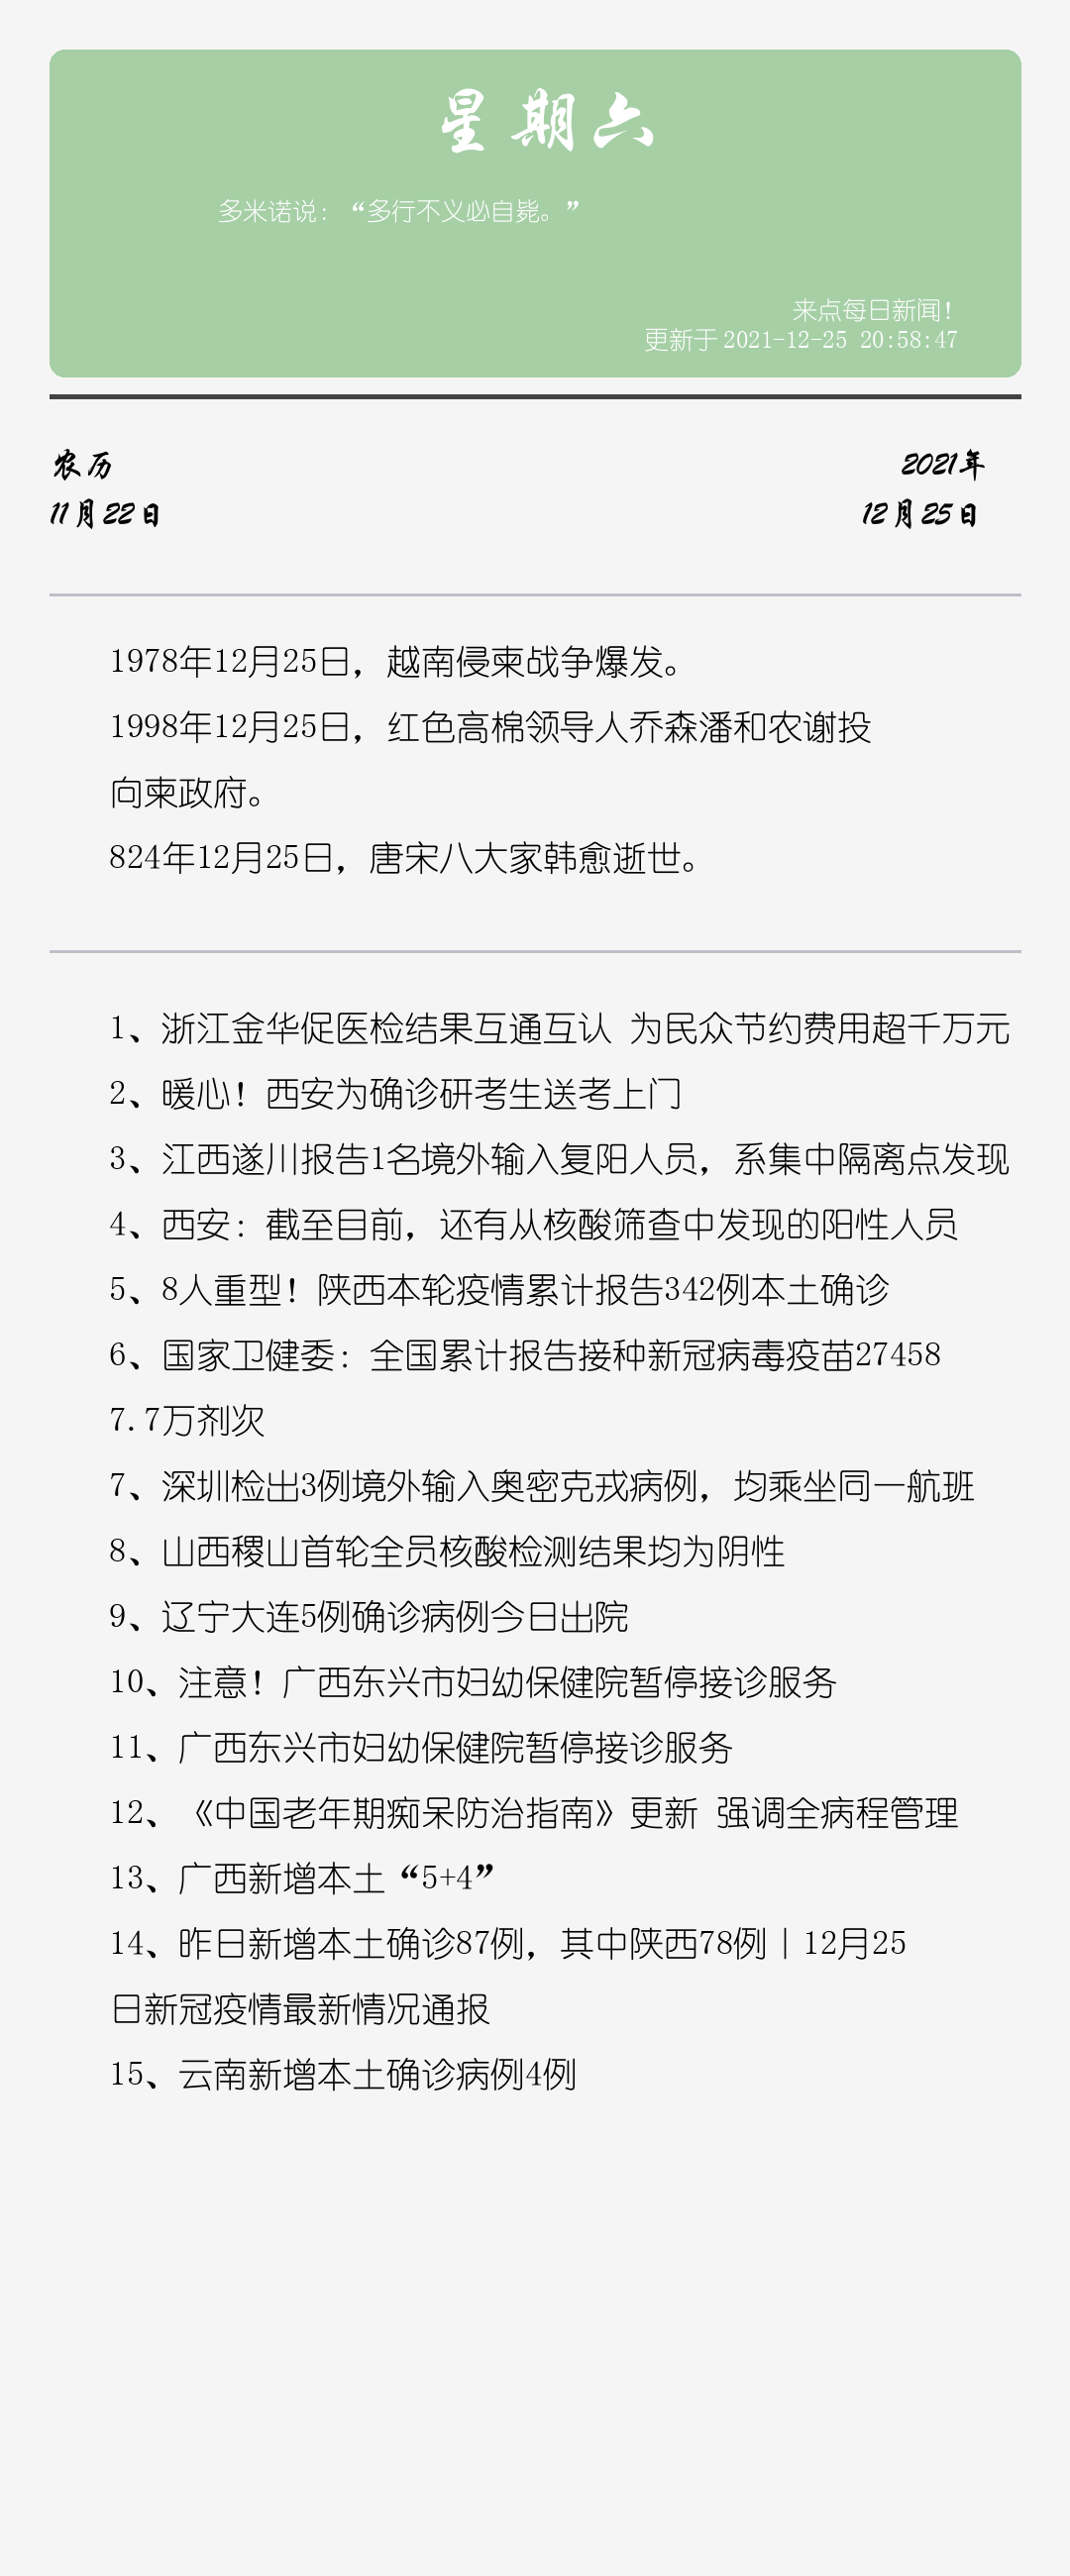 星期六
多米诺说：“多行不义必自毙。”
来点每日新闻！
更新于 2021-12-25 20:58:47
农历
2021年
11月22日
12月25日
1978年12月25日，越南侵柬战争爆发。
1998年12月25日，红色高棉领导人乔森潘和农谢投
向柬政府。
824年12月25日，唐宋八大家韩愈逝世。
1、浙江金华促医检结果互通互认 为民众节约费用超千万元
2、暖心！西安为确诊研考生送考上门
3、江西遂川报告1名境外输入复阳人员，系集中隔离点发现
4、西安：截至目前，还有从核酸筛查中发现的阳性人员
5、8人重型！陕西本轮疫情累计报告342例本土确诊
6、国家卫健委：全国累计报告接种新冠病毒疫苗27458
7.7万剂次
7、深圳检出3例境外输入奥密克戎病例，均乘坐同一航班
8、山西稷山首轮全员核酸检测结果均为阴性
9、辽宁大连5例确诊病例今日出院
10、注意！广西东兴市妇幼保健院暂停接诊服务
11、广西东兴市妇幼保健院暂停接诊服务
12、《中国老年期痴呆防治指南》更新 强调全病程管理
13、广西新增本土“5+4”
14、昨日新增本土确诊87例，其中陕西78例丨12月25
日新冠疫情最新情况通报
15、云南新增本土确诊病例4例